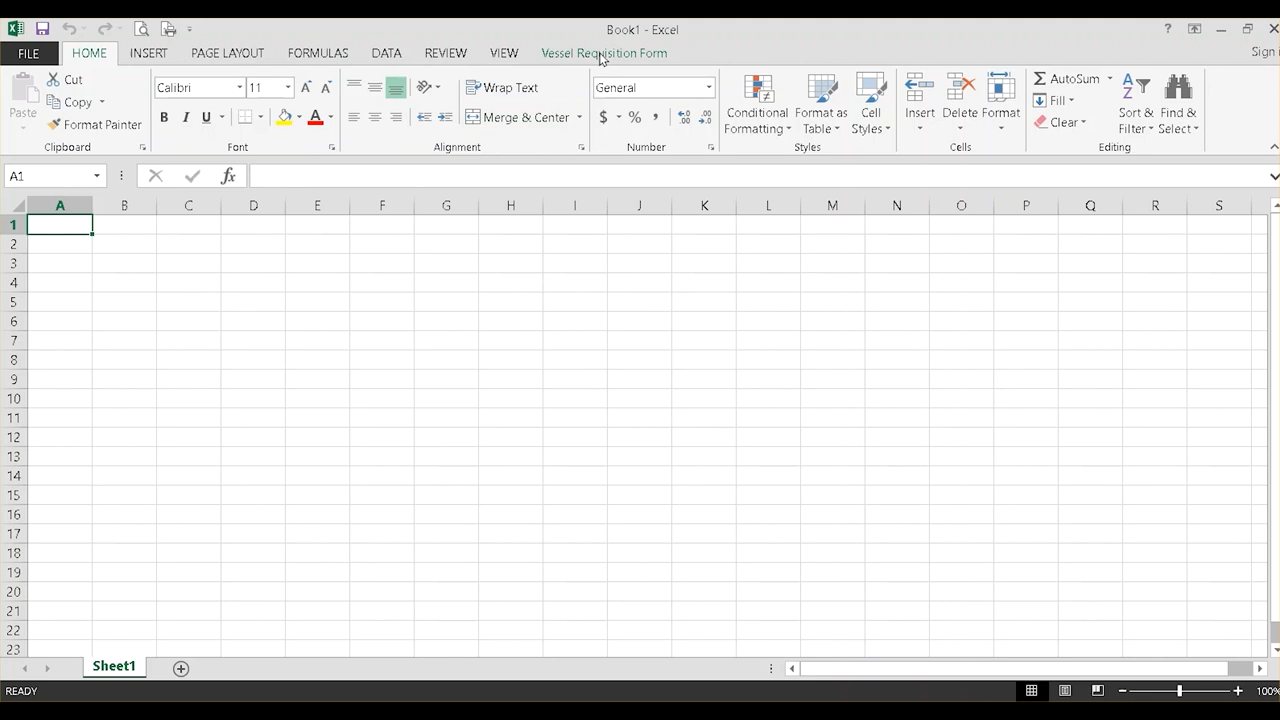 Book1 - Excel
?
FILE HOME INSERT PAGE LAYOUT FORMULAS DATA REVIEW VIEW Vessel Requisition Form Sign i
Paste
Cut
Copy
Format Painter
Clipboard
Calibri 11
B I U A
Font
Wrap Text
Merge & Center
Alignment
General
$ % ,
Number
Conditional Formatting
Format as Table
Cell Styles
Styles
Insert
Delete
Format
Cells
AutoSum
Fill
Clear
Sort & Filter
Find & Select
Editing
A1 fx
A B C D E F G H I J K L M N O P Q R S
1
2
3
4
5
6
7
8
9
10
11
12
13
14
15
16
17
18
19
20
21
22
23
Sheet1
READY 100%